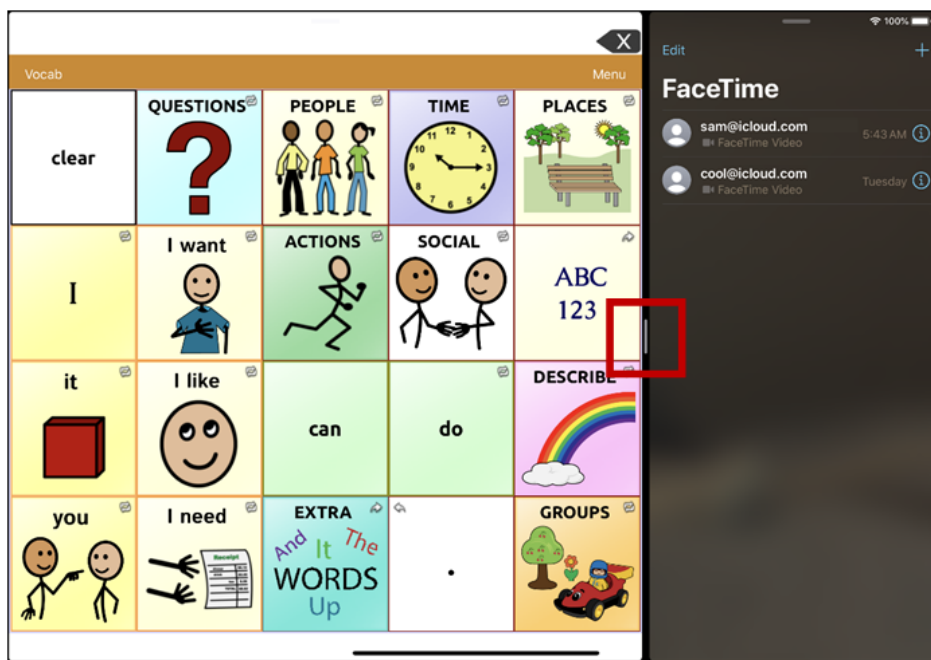 X
100%
Vocab
Menu
clear
QUESTIONS
PEOPLE
TIME
PLACES
I
I want
ACTIONS
SOCIAL
ABC
123
it
I like
can
do
DESCRIBE
you
I need
Receipt
EXTRA
And It The
WORDS
Up
.
GROUPS
Edit
+
FaceTime
sam@icloud.com
5:43 AM
FaceTime Video
cool@icloud.com
Tuesday
FaceTime Video